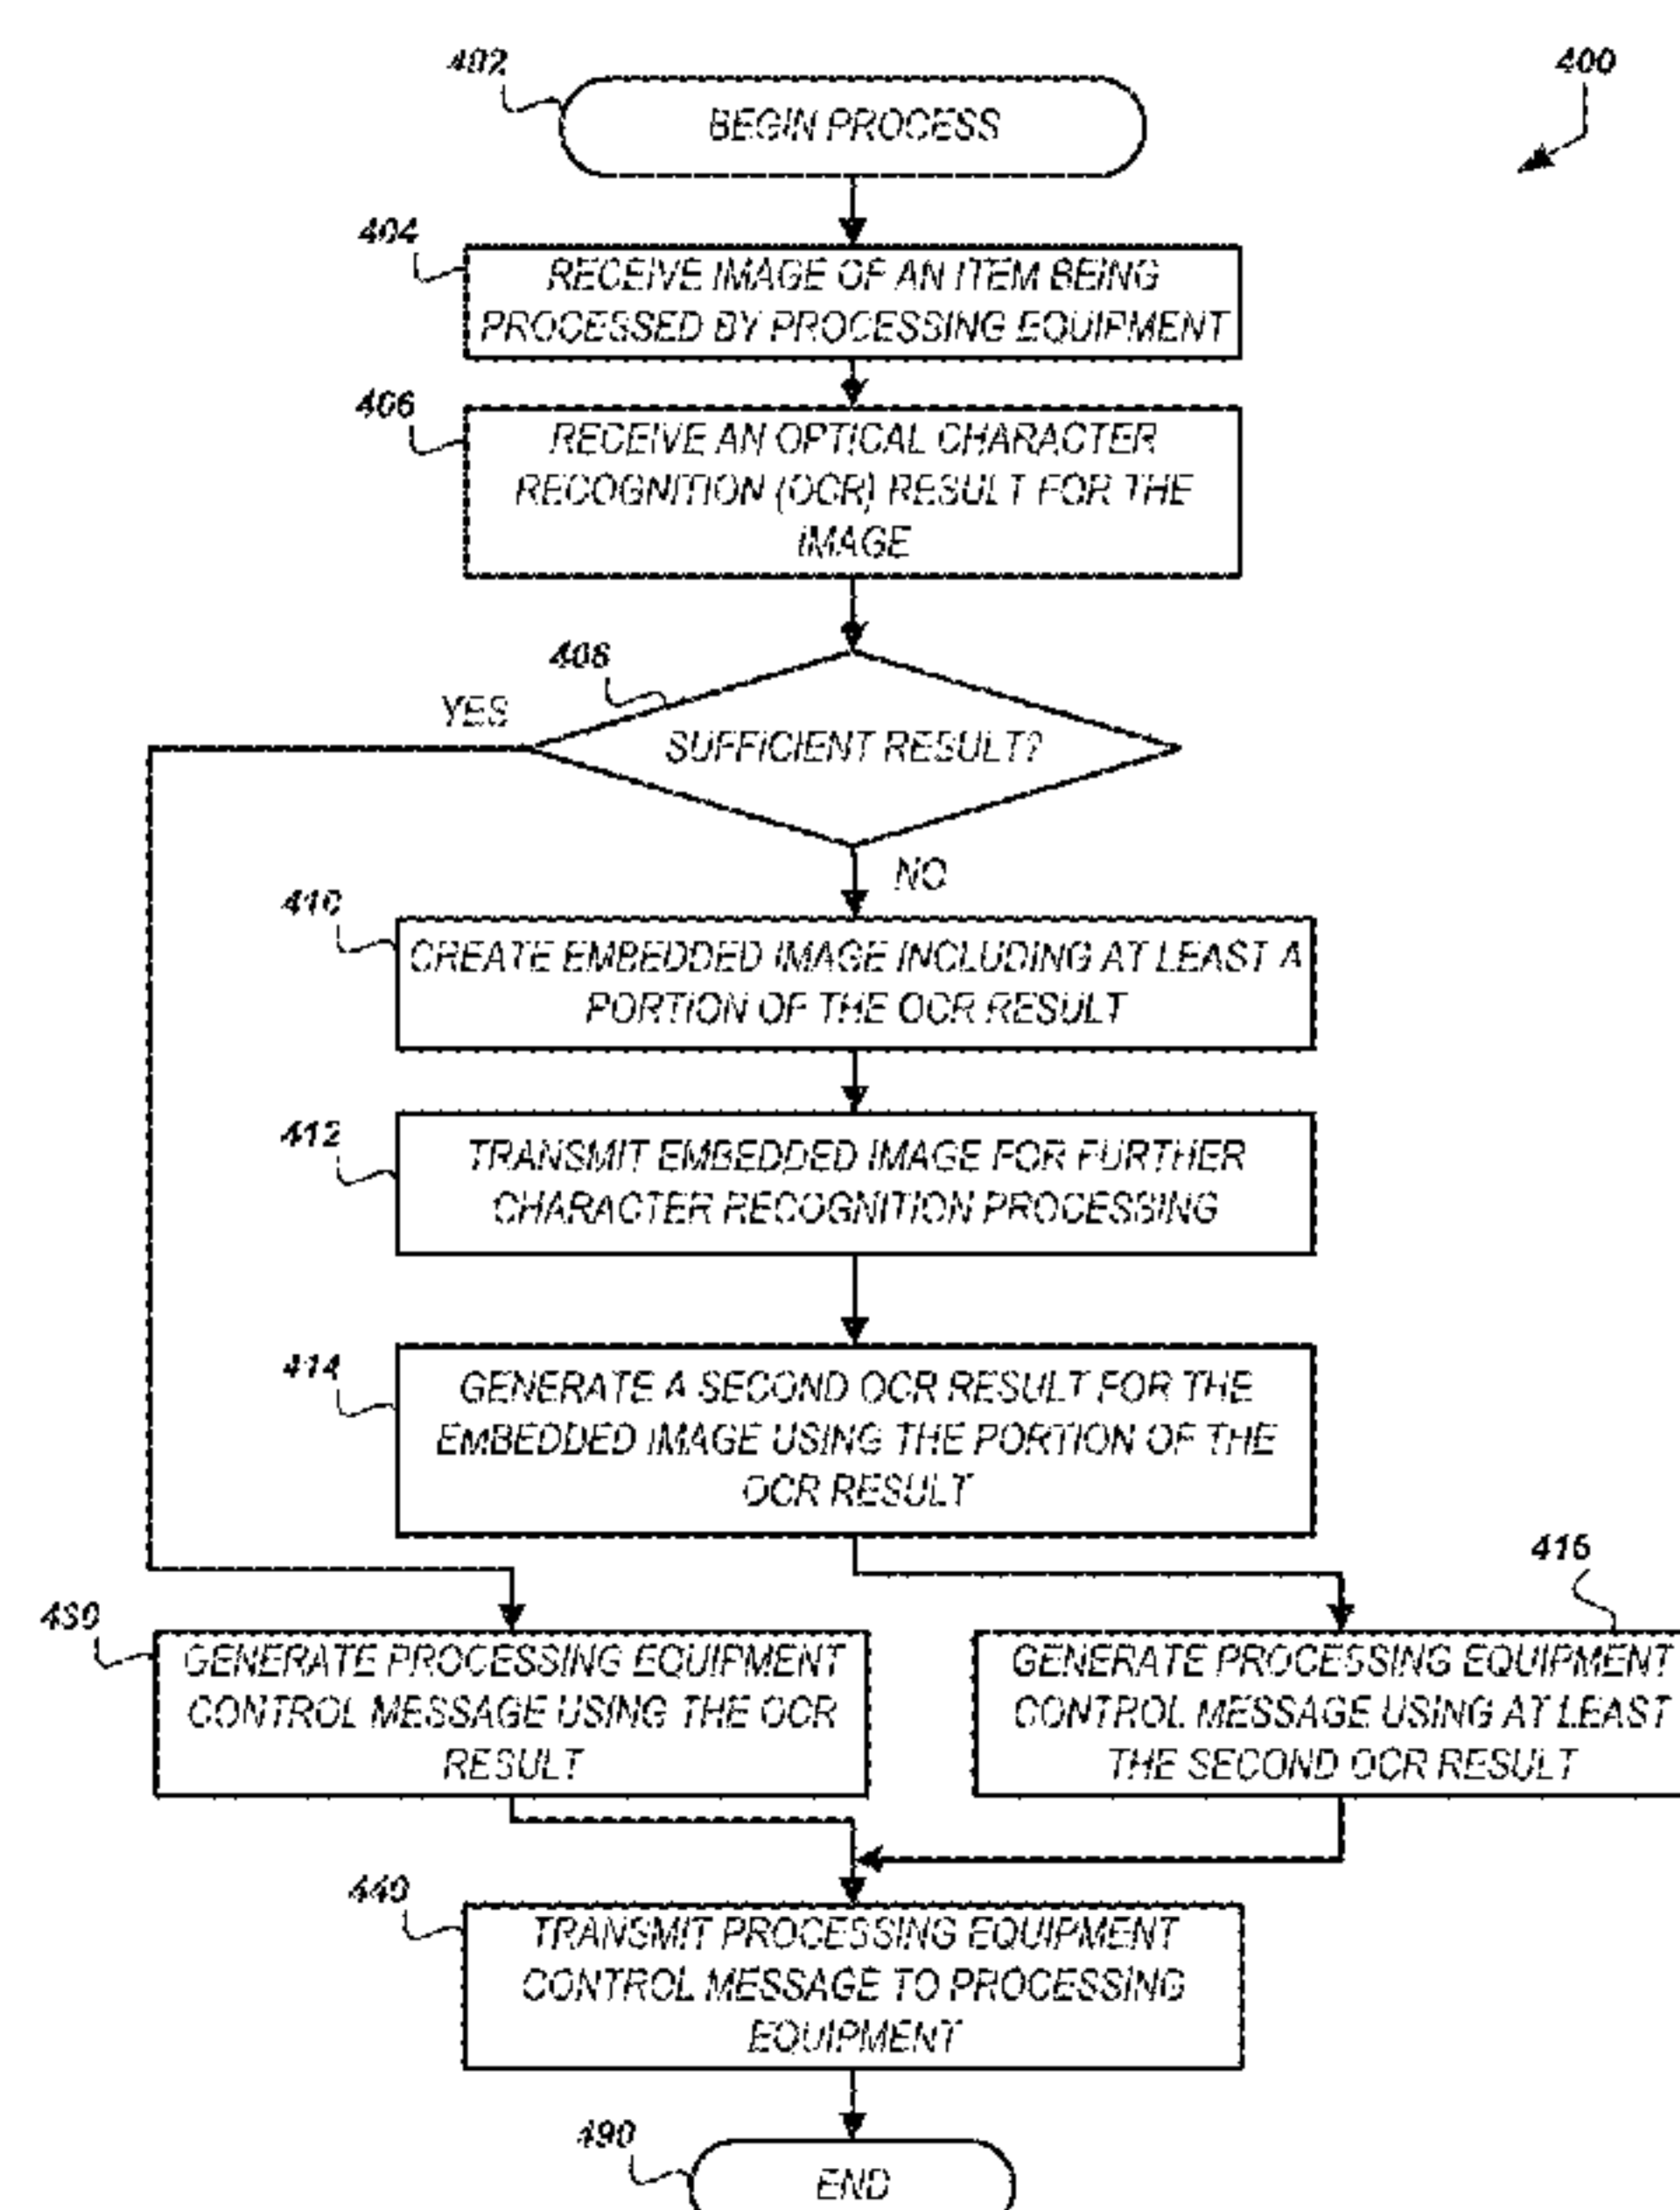 402
400
BEGIN PROCESS
404
RECEIVE IMAGE OF AN ITEM BEING
PROCESSED BY PROCESSING EQUIPMENT
406
RECEIVE AN OPTICAL CHARACTER
RECOGNITION (OCR) RESULT FOR THE
IMAGE
408
YES
SUFFICIENT RESULT?
NO
410
CREATE EMBEDDED IMAGE INCLUDING AT LEAST A
PORTION OF THE OCR RESULT
412
TRANSMIT EMBEDDED IMAGE FOR FURTHER
CHARACTER RECOGNITION PROCESSING
414
GENERATE A SECOND OCR RESULT FOR THE
EMBEDDED IMAGE USING THE PORTION OF THE
OCR RESULT
430
GENERATE PROCESSING EQUIPMENT
CONTROL MESSAGE USING THE OCR
RESULT
416
GENERATE PROCESSING EQUIPMENT
CONTROL MESSAGE USING AT LEAST
THE SECOND OCR RESULT
440
TRANSMIT PROCESSING EQUIPMENT
CONTROL MESSAGE TO PROCESSING
EQUIPMENT
490
END